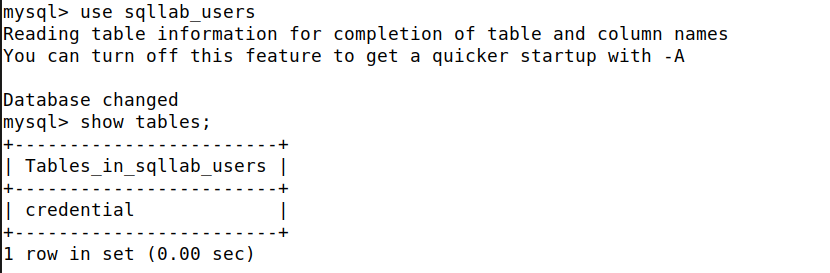 mysql> use sqllab_users
Reading table information for completion of table and column names
You can turn off this feature to get a quicker startup with -A

Database changed
mysql> show tables;
+------------------------+
| Tables_in_sqllab_users |
+------------------------+
| credential             |
+------------------------+
1 row in set (0.00 sec)